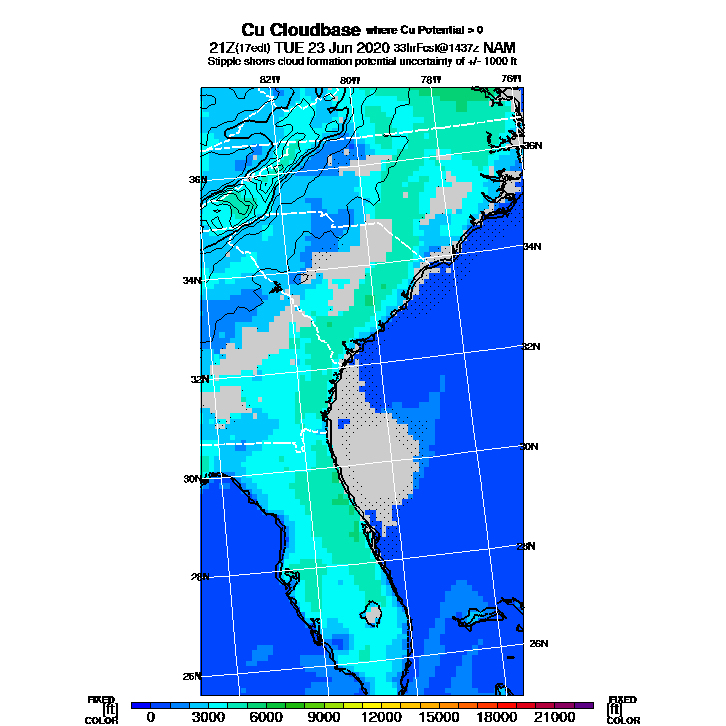 Cu Cloudbase where Cu Potential > 0
21Z(17edt) TUE 23 Jun 2020 33hrFcst@1437z NAM
Stipple shows cloud formation potential uncertainty of +/- 1000 ft
82W 80W 78W 76W
36N
36N
34N
34N
32N
32N
30N
30N
28N
28N
26N
26N
FIXED FIXED
[ft] [ft]
COLOR COLOR
0 3000 6000 9000 12000 15000 18000 21000